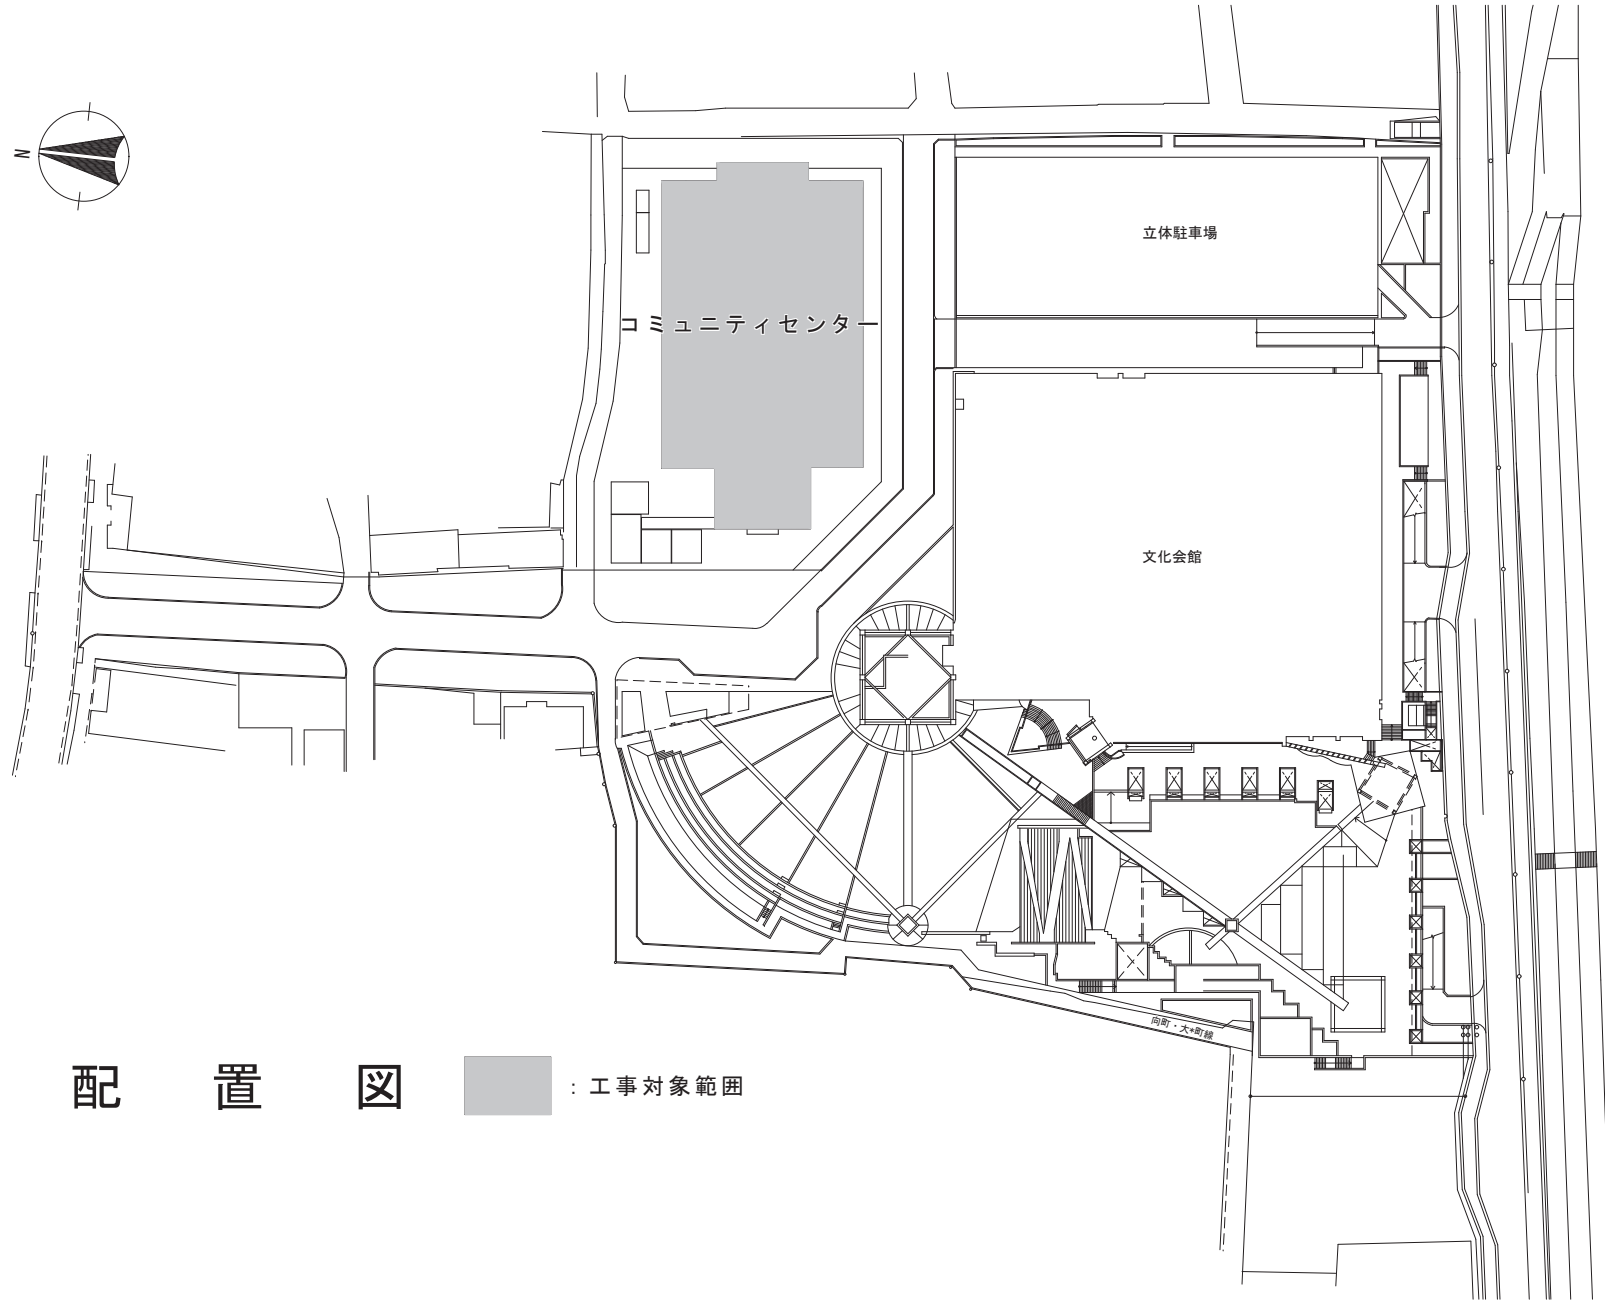 N
立体駐車場
コミュニティセンター
文化会館
向町・大*町線
配置図
：工事対象範囲